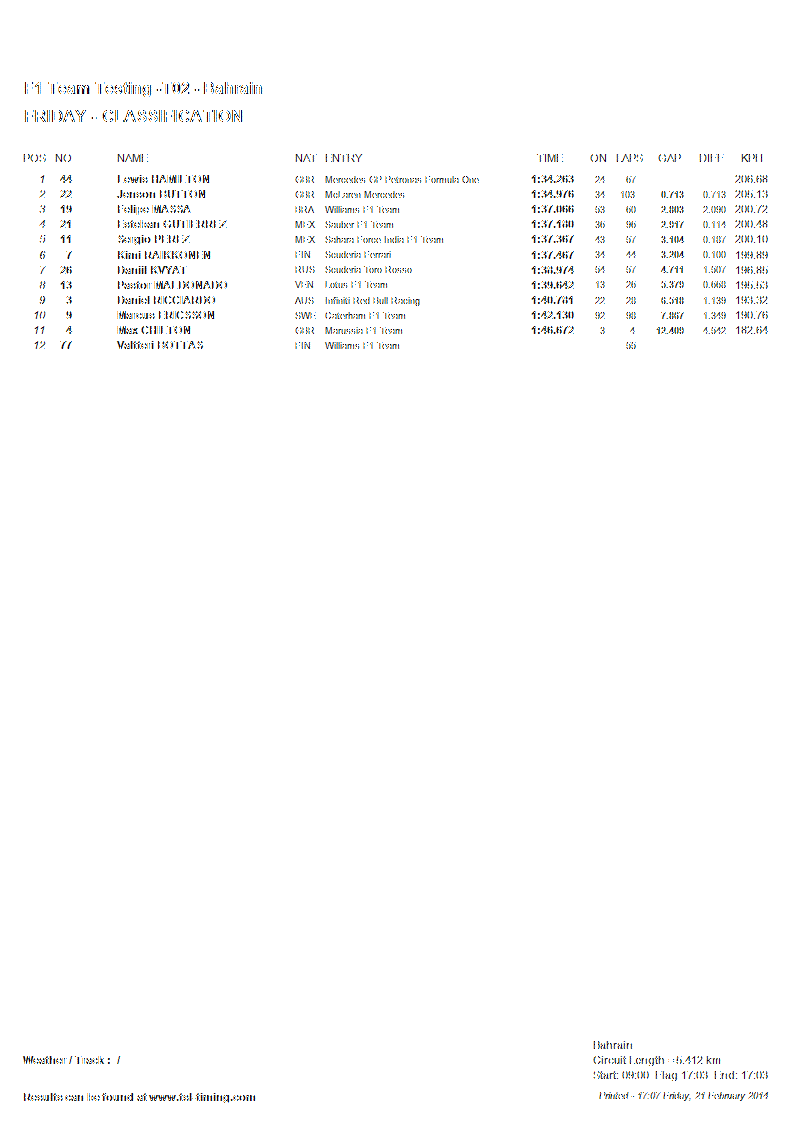 F1 Team Testing - T02 - Bahrain
FRIDAY - CLASSIFICATION
POS NO NAME NAT ENTRY TIME ON LAPS GAP DIFF KPH
1 44 Lewis HAMILTON GBR Mercedes GP Petronas Formula One 1:34.263 24 67 206.68
2 22 Jenson BUTTON GBR McLaren Mercedes 1:34.976 34 103 0.713 0.713 205.13
3 19 Felipe MASSA BRA Williams F1 Team 1:37.066 53 60 2.803 2.090 200.72
4 21 Esteban GUTIERREZ MEX Sauber F1 Team 1:37.180 36 96 2.917 0.114 200.48
5 11 Sergio PEREZ MEX Sahara Force India F1 Team 1:37.367 43 57 3.104 0.187 200.10
6 7 Kimi RAIKKONEN FIN Scuderia Ferrari 1:37.467 34 44 3.204 0.100 199.89
7 26 Daniil KVYAT RUS Scuderia Toro Rosso 1:38.974 54 57 4.711 1.507 196.85
8 13 Pastor MALDONADO VEN Lotus F1 Team 1:39.642 13 26 5.379 0.668 195.53
9 3 Daniel RICCIARDO AUS Infiniti Red Bull Racing 1:40.781 22 28 6.518 1.139 193.32
10 9 Marcus ERICSSON SWE Caterham F1 Team 1:42.130 92 98 7.867 1.349 190.76
11 4 Max CHILTON GBR Marussia F1 Team 1:46.672 3 4 12.409 4.542 182.64
12 77 Valtteri BOTTAS FIN Williams F1 Team 55
Bahrain
Weather / Track : /
Circuit Length = 5.412 km
Start: 09:00 Flag 17:03 End: 17:03
Results can be found at www.fsl-timing.com
Printed - 17:07 Friday, 21 February 2014